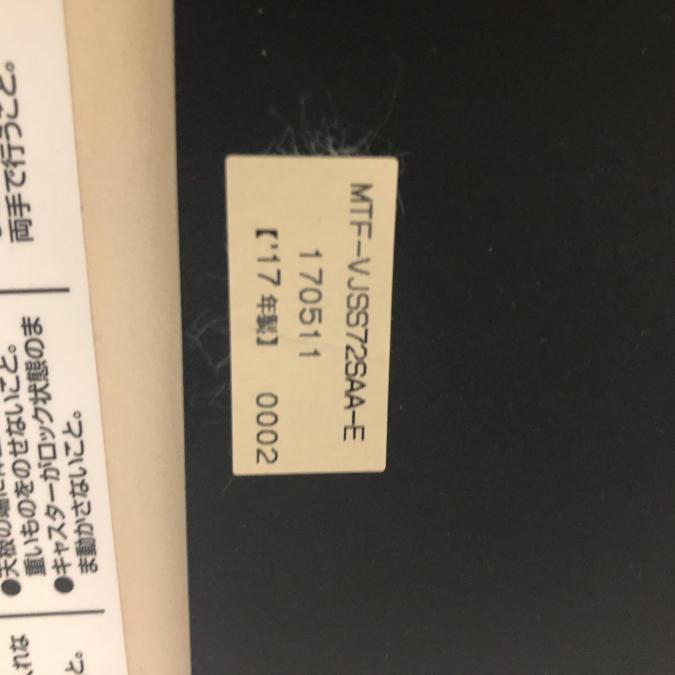 MTF-VJSS72SAA-E
170511
【'17年製】 0002
両手で行うこと。
重いものをのせないこと。
●キャスターがロック状態のま
ま動かさないこと。
と。